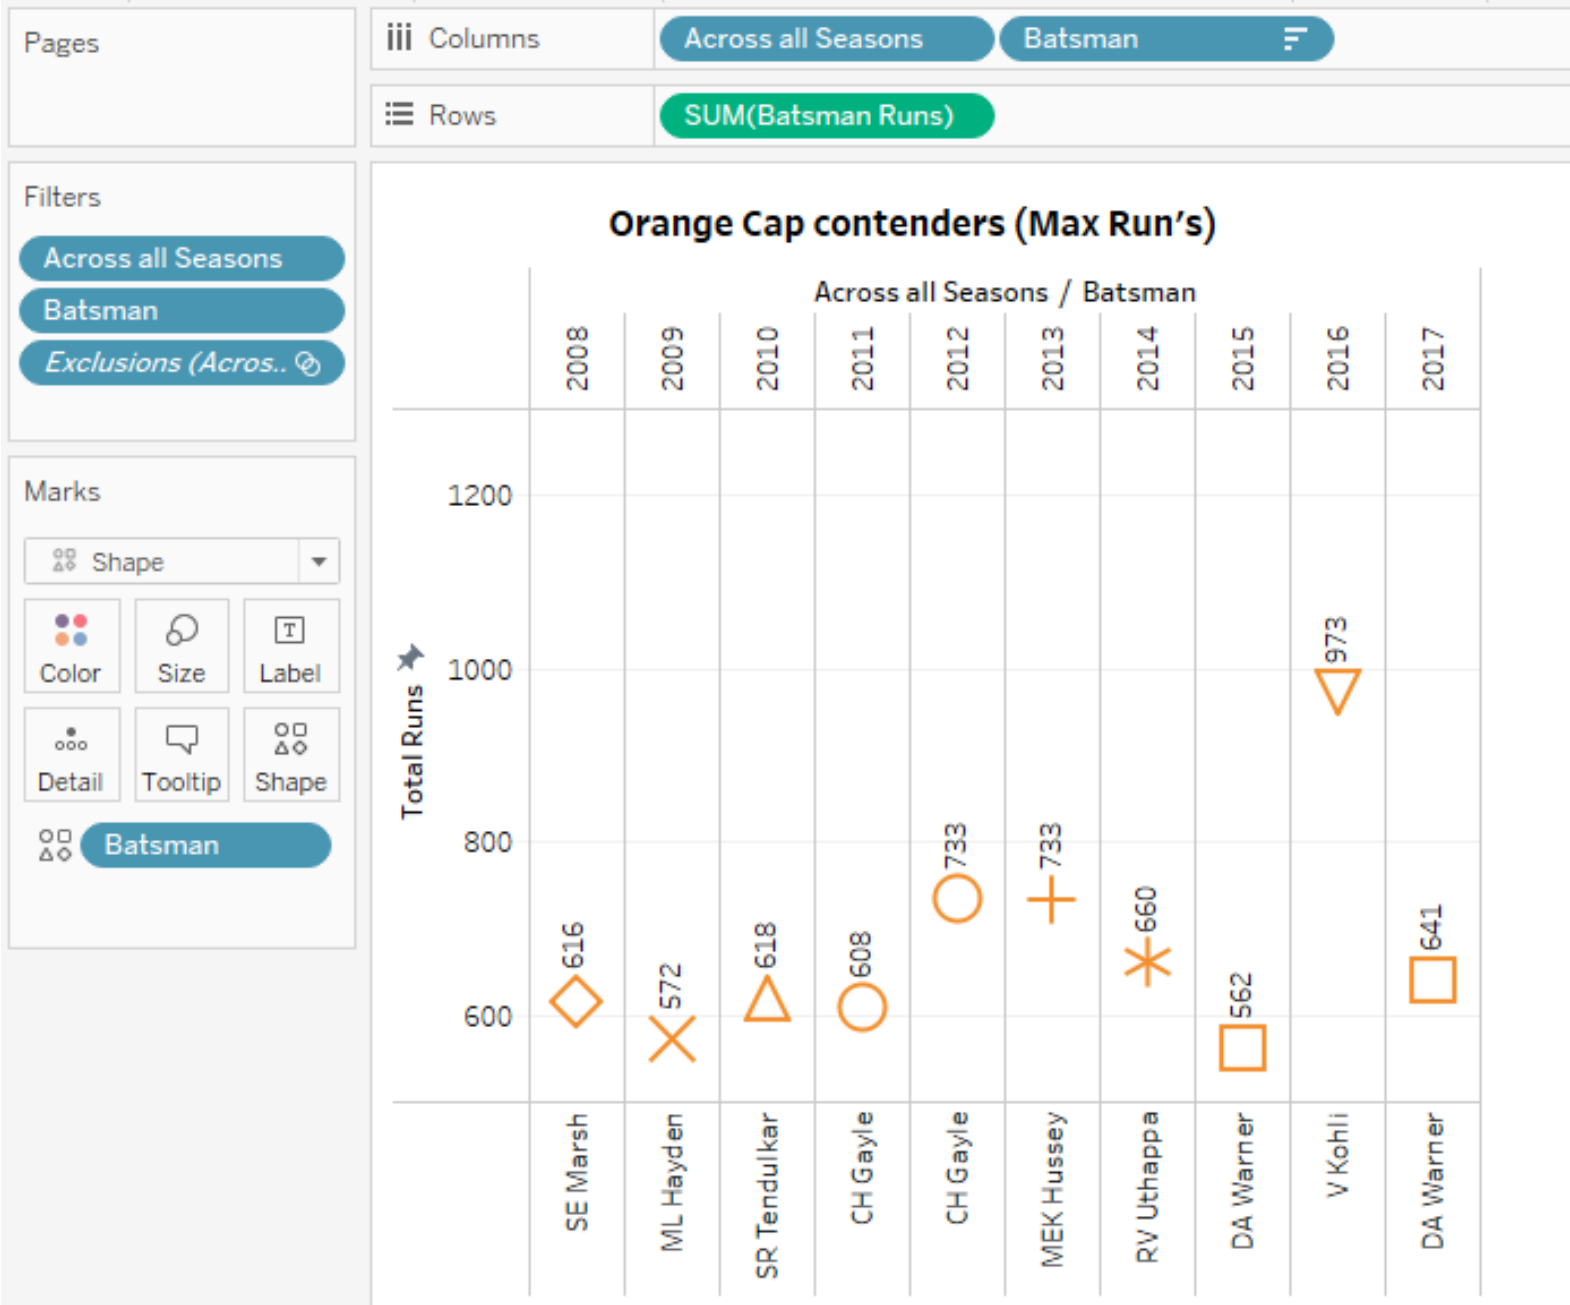 Pages
Columns
Across all Seasons
Batsman
Rows
SUM(Batsman Runs)
Filters
Across all Seasons
Batsman
Exclusions (Acros..
Marks
Shape
Color
Size
Label
Detail
Tooltip
Shape
Batsman
Orange Cap contenders (Max Run's)
Across all Seasons / Batsman
2008
2009
2010
2011
2012
2013
2014
2015
2016
2017
Total Runs
1200
1000
800
600
616
572
618
608
733
733
660
562
973
641
SE Marsh
ML Hayden
SR Tendulkar
CH Gayle
CH Gayle
MEK Hussey
RV Uthappa
DA Warner
V Kohli
DA Warner